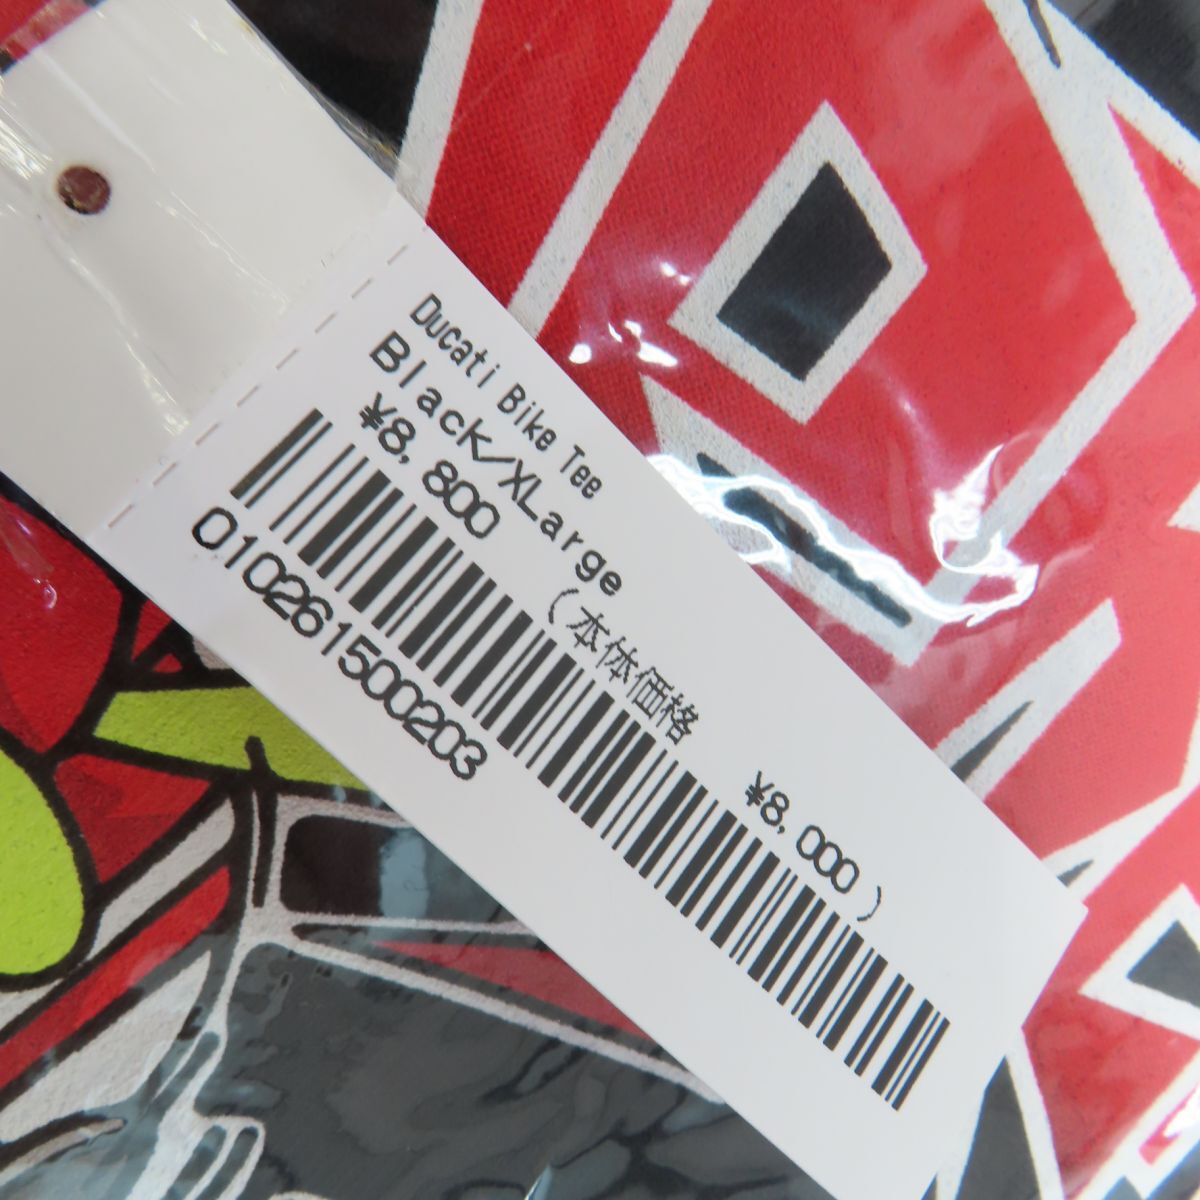 Ducati Bike Tee
Black/XLarge
¥8,800 (本体価格 ¥8,000)
0102615000203